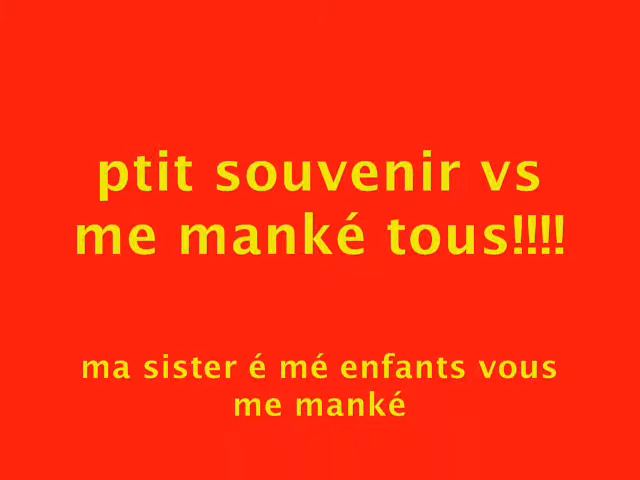 ptit souvenir vs
me manké tous!!!!
ma sister é mé enfants vous
me manké